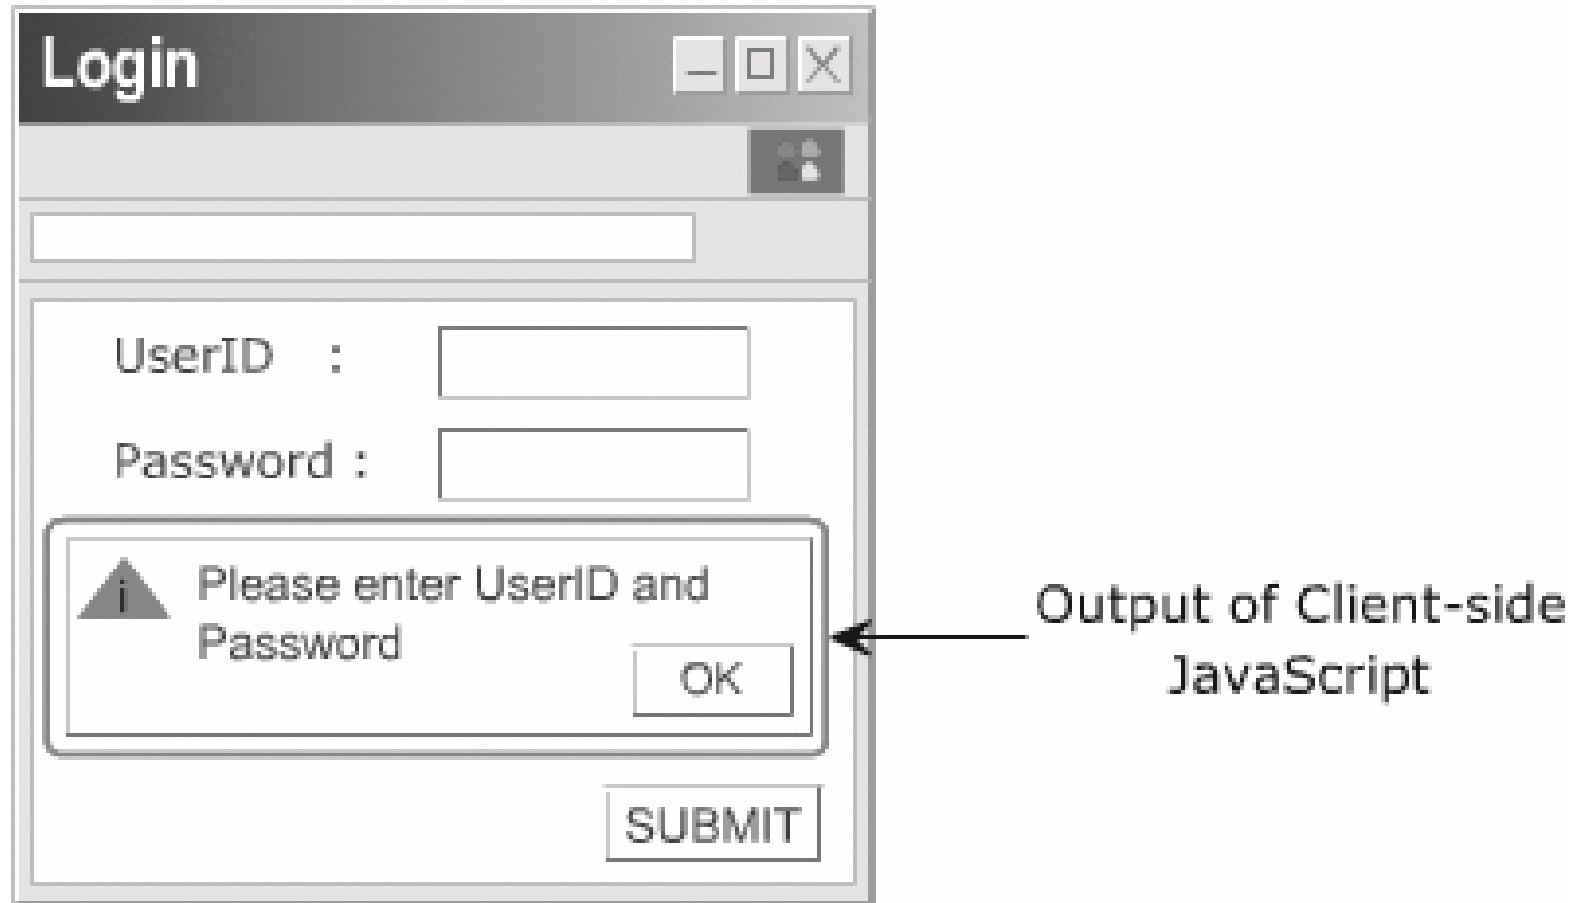 Login
UserID :
Password :
i
Please enter UserID and
Password
OK
SUBMIT
Output of Client-side
JavaScript